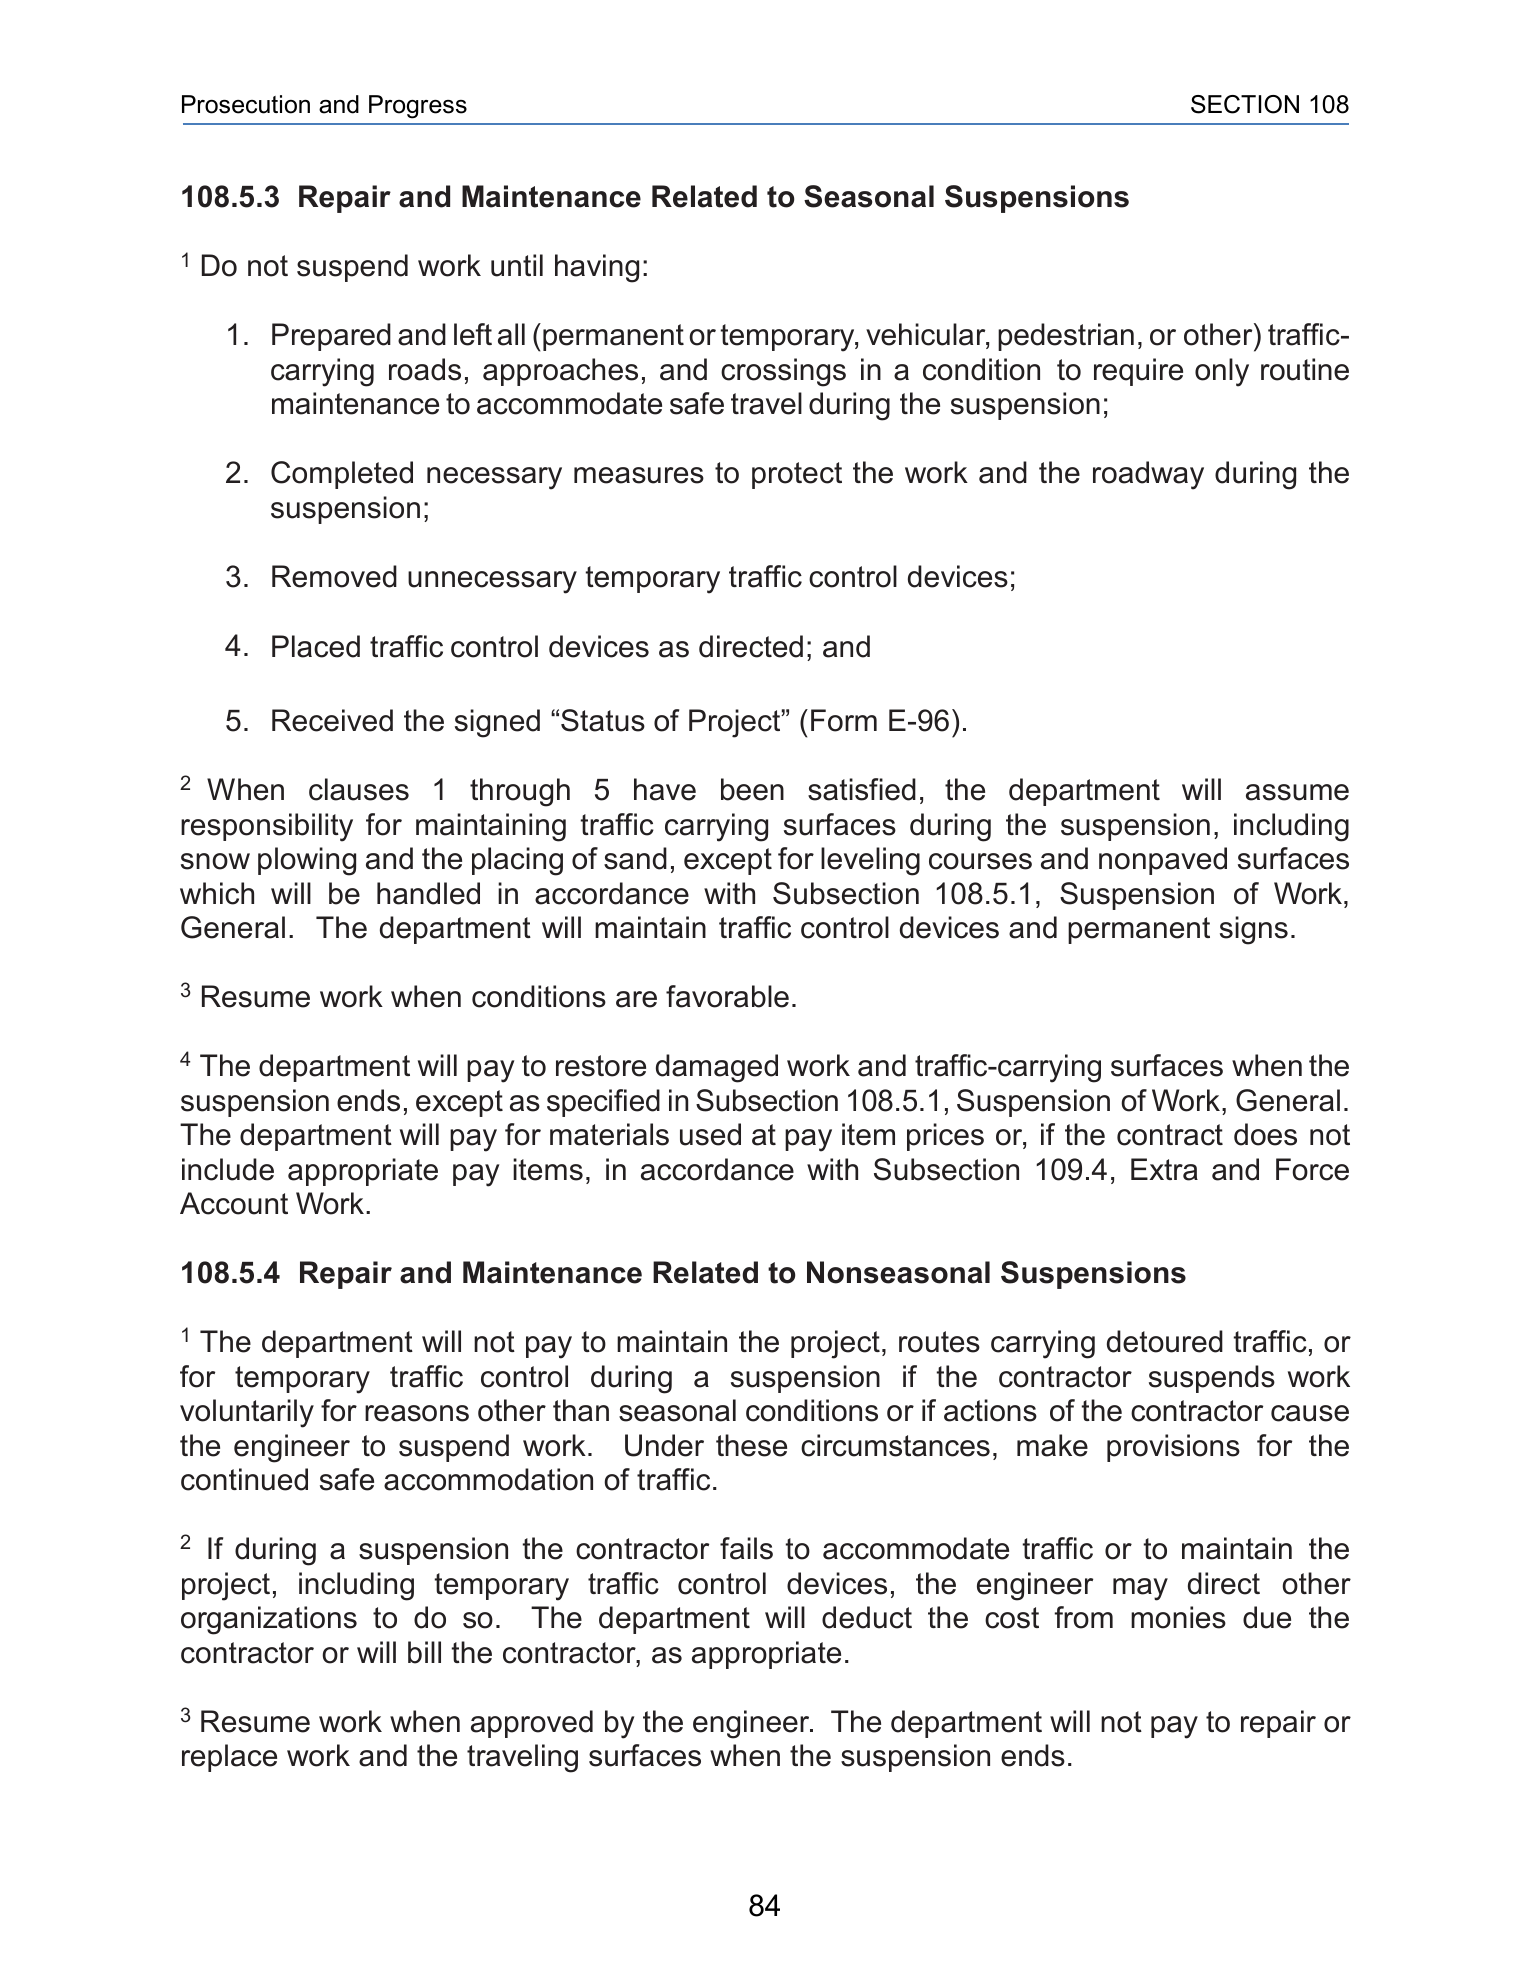 Prosecution and Progress SECTION 108
108.5.3 Repair and Maintenance Related to Seasonal Suspensions
1 Do not suspend work until having:
1. Prepared and left all (permanent or temporary, vehicular, pedestrian, or other) traffic-
carrying roads, approaches, and crossings in a condition to require only routine
maintenance to accommodate safe travel during the suspension;
2. Completed necessary measures to protect the work and the roadway during the
suspension;
3. Removed unnecessary temporary traffic control devices;
4. Placed traffic control devices as directed; and
5. Received the signed “Status of Project” (Form E-96).
2 When clauses 1 through 5 have been satisfied, the department will assume
responsibility for maintaining traffic carrying surfaces during the suspension, including
snow plowing and the placing of sand, except for leveling courses and nonpaved surfaces
which will be handled in accordance with Subsection 108.5.1, Suspension of Work,
General. The department will maintain traffic control devices and permanent signs.
3 Resume work when conditions are favorable.
4 The department will pay to restore damaged work and traffic-carrying surfaces when the
suspension ends, except as specified in Subsection 108.5.1, Suspension of Work, General.
The department will pay for materials used at pay item prices or, if the contract does not
include appropriate pay items, in accordance with Subsection 109.4, Extra and Force
Account Work.
108.5.4 Repair and Maintenance Related to Nonseasonal Suspensions
1 The department will not pay to maintain the project, routes carrying detoured traffic, or
for temporary traffic control during a suspension if the contractor suspends work
voluntarily for reasons other than seasonal conditions or if actions of the contractor cause
the engineer to suspend work. Under these circumstances, make provisions for the
continued safe accommodation of traffic.
2 If during a suspension the contractor fails to accommodate traffic or to maintain the
project, including temporary traffic control devices, the engineer may direct other
organizations to do so. The department will deduct the cost from monies due the
contractor or will bill the contractor, as appropriate.
3 Resume work when approved by the engineer. The department will not pay to repair or
replace work and the traveling surfaces when the suspension ends.
84